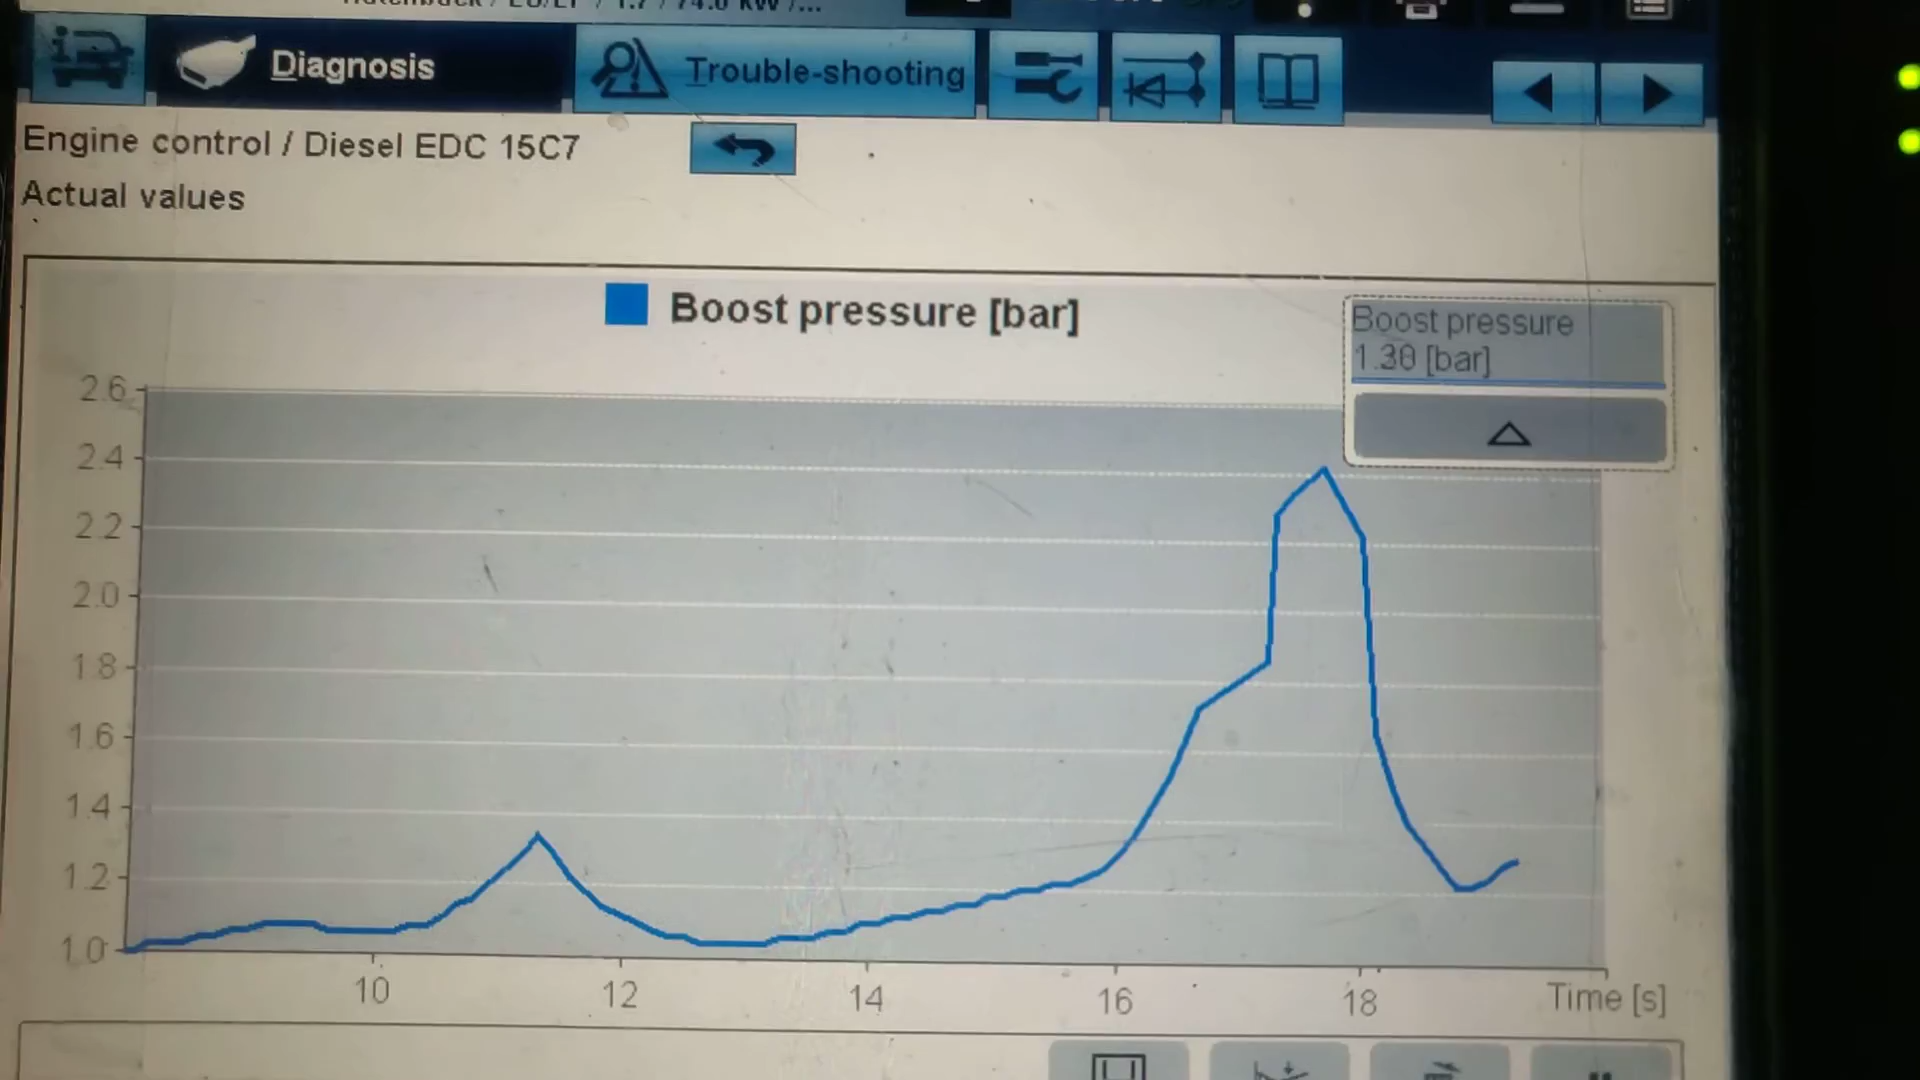 Diagnosis
Trouble-shooting
Engine control / Diesel EDC 15C7
Actual values
Boost pressure [bar]
Boost pressure
1.30 [bar]
2.6
2.4
2.2
2.0
1.8
1.6
1.4
1.2
1.0
10
12
14
16
18
Time [s]